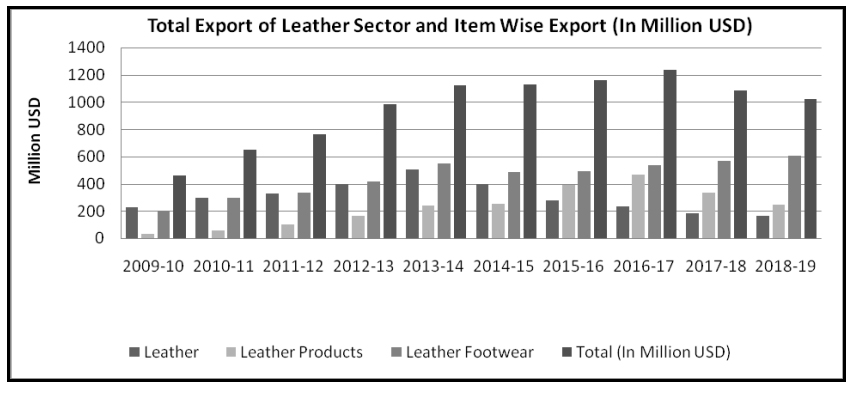 Total Export of Leather Sector and Item Wise Export (In Million USD)
Million USD
1400
1200
1000
800
600
400
200
0
2009-10 2010-11 2011-12 2012-13 2013-14 2014-15 2015-16 2016-17 2017-18 2018-19
Leather Leather Products Leather Footwear Total (In Million USD)